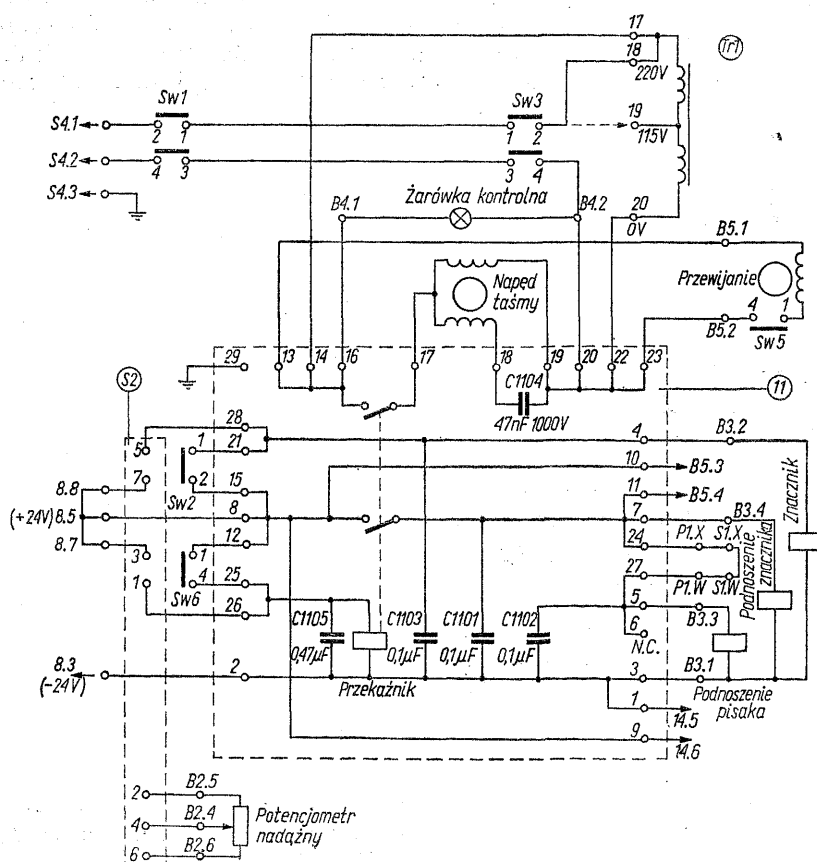 17
Tr1
18
220V
Sw1
Sw3
S4.1
2 1
1 2
19
115V
S4.2
4 3
3 4
S4.3
Żarówka kontrolna
B4.1
B4.2
20
0V
B5.1
Napęd
taśmy
Przewijanie
4 1
B5.2
Sw5
29 13 14 16 17 18 19 20 22 23
S2
C1104
11
47nF 1000V
28
5
1
21
4
B3.2
7
2
15
10
B5.3
8.8
Sw2
11
B5.4
(+24V) 8.5
8
7
B3.4
Znacznik
8.7
12
24
P1.X
S1.X
Podnoszenie
znacznika
3
1
27
P1.W
S1.W
1
4
25
5
B3.3
Sw6
26
6
N.C.
C1105
0,47µF
C1103
0,1µF
C1101
0,1µF
C1102
0,1µF
8.3
(-24V)
2
Przekaźnik
3
B3.1
Podnoszenie
pisaka
1
14.5
9
14.6
2
B2.5
4
B2.4
Potencjometr
nadążny
6
B2.6